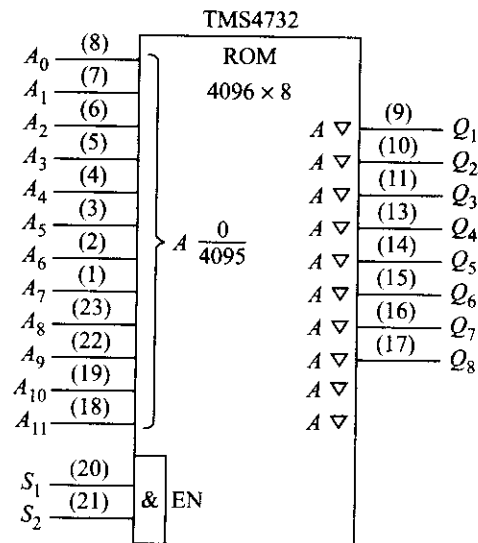 TMS4732
ROM
4096 × 8
A₀ (8)
A₁ (7)
A₂ (6)
A₃ (5)
A₄ (4)
A₅ (3)
A₆ (2)
A₇ (1)
A₈ (23)
A₉ (22)
A₁₀ (19)
A₁₁ (18)
A 0/4095
S₁ (20)
S₂ (21)
& EN
A ▽ (9) Q₁
A ▽ (10) Q₂
A ▽ (11) Q₃
A ▽ (13) Q₄
A ▽ (14) Q₅
A ▽ (15) Q₆
A ▽ (16) Q₇
A ▽ (17) Q₈
A ▽
A ▽